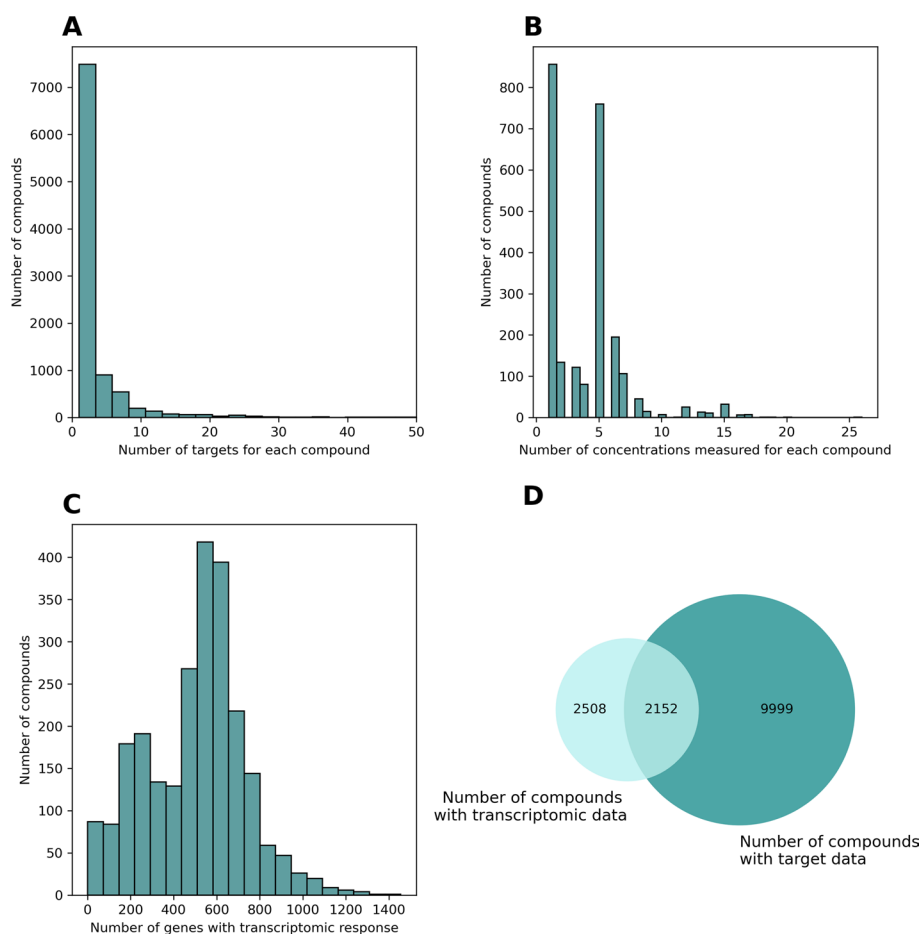 A
7000
6000
5000
4000
3000
2000
1000
0
0 10 20 30 40 50
Number of compounds
Number of targets for each compound
B
800
700
600
500
400
300
200
100
0
0 5 10 15 20 25
Number of compounds
Number of concentrations measured for each compound
C
400
350
300
250
200
150
100
50
0
0 200 400 600 800 1000 1200 1400
Number of compounds
Number of genes with transcriptomic response
D
2508 2152 9999
Number of compounds
with transcriptomic data
Number of compounds
with target data